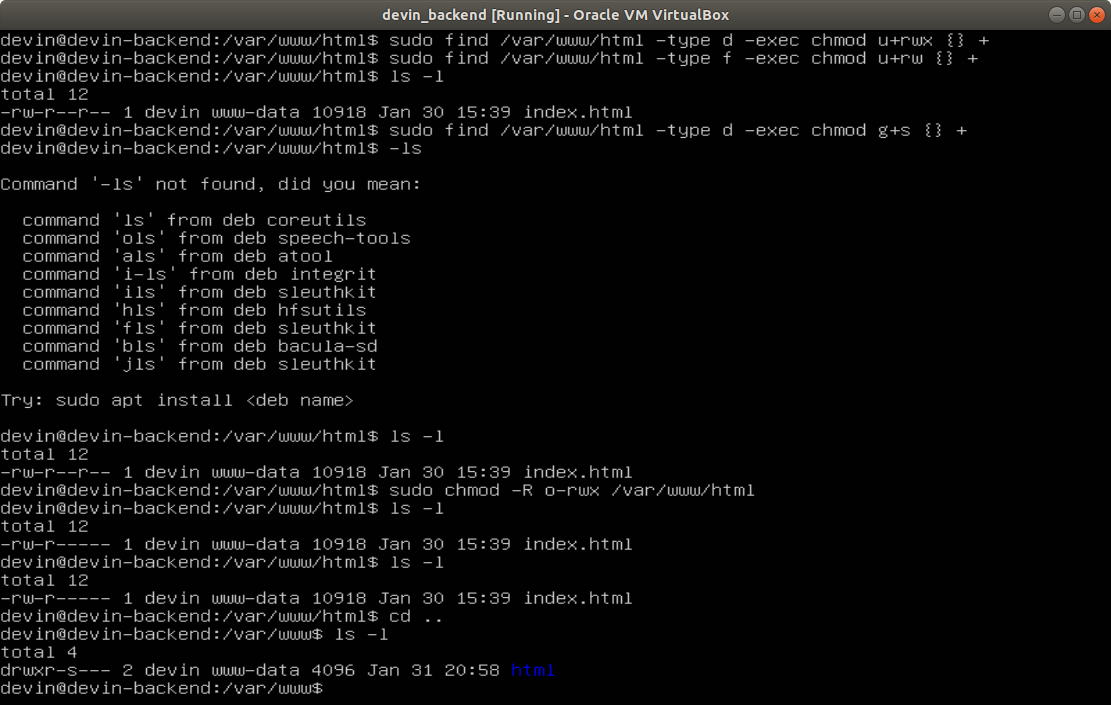 devin_backend [Running] - Oracle VM VirtualBox
devin@devin-backend:/var/www/html$ sudo find /var/www/html -type d -exec chmod u+rwx {} +
devin@devin-backend:/var/www/html$ sudo find /var/www/html -type f -exec chmod u+rw {} +
devin@devin-backend:/var/www/html$ ls -l
total 12
-rw-r--r-- 1 devin www-data 10918 Jan 30 15:39 index.html
devin@devin-backend:/var/www/html$ sudo find /var/www/html -type d -exec chmod g+s {} +
devin@devin-backend:/var/www/html$ -ls

Command '-ls' not found, did you mean:

  command 'ls' from deb coreutils
  command 'ols' from deb speech-tools
  command 'als' from deb atool
  command 'i-ls' from deb integrit
  command 'ils' from deb sleuthkit
  command 'hls' from deb hfsutils
  command 'fls' from deb sleuthkit
  command 'bls' from deb bacula-sd
  command 'jls' from deb sleuthkit

Try: sudo apt install <deb name>

devin@devin-backend:/var/www/html$ ls -l
total 12
-rw-r--r-- 1 devin www-data 10918 Jan 30 15:39 index.html
devin@devin-backend:/var/www/html$ sudo chmod -R o-rwx /var/www/html
devin@devin-backend:/var/www/html$ ls -l
total 12
-rw-r----- 1 devin www-data 10918 Jan 30 15:39 index.html
devin@devin-backend:/var/www/html$ ls -l
total 12
-rw-r----- 1 devin www-data 10918 Jan 30 15:39 index.html
devin@devin-backend:/var/www/html$ cd ..
devin@devin-backend:/var/www$ ls -l
total 4
drwxr-s--- 2 devin www-data 4096 Jan 31 20:58 html
devin@devin-backend:/var/www$